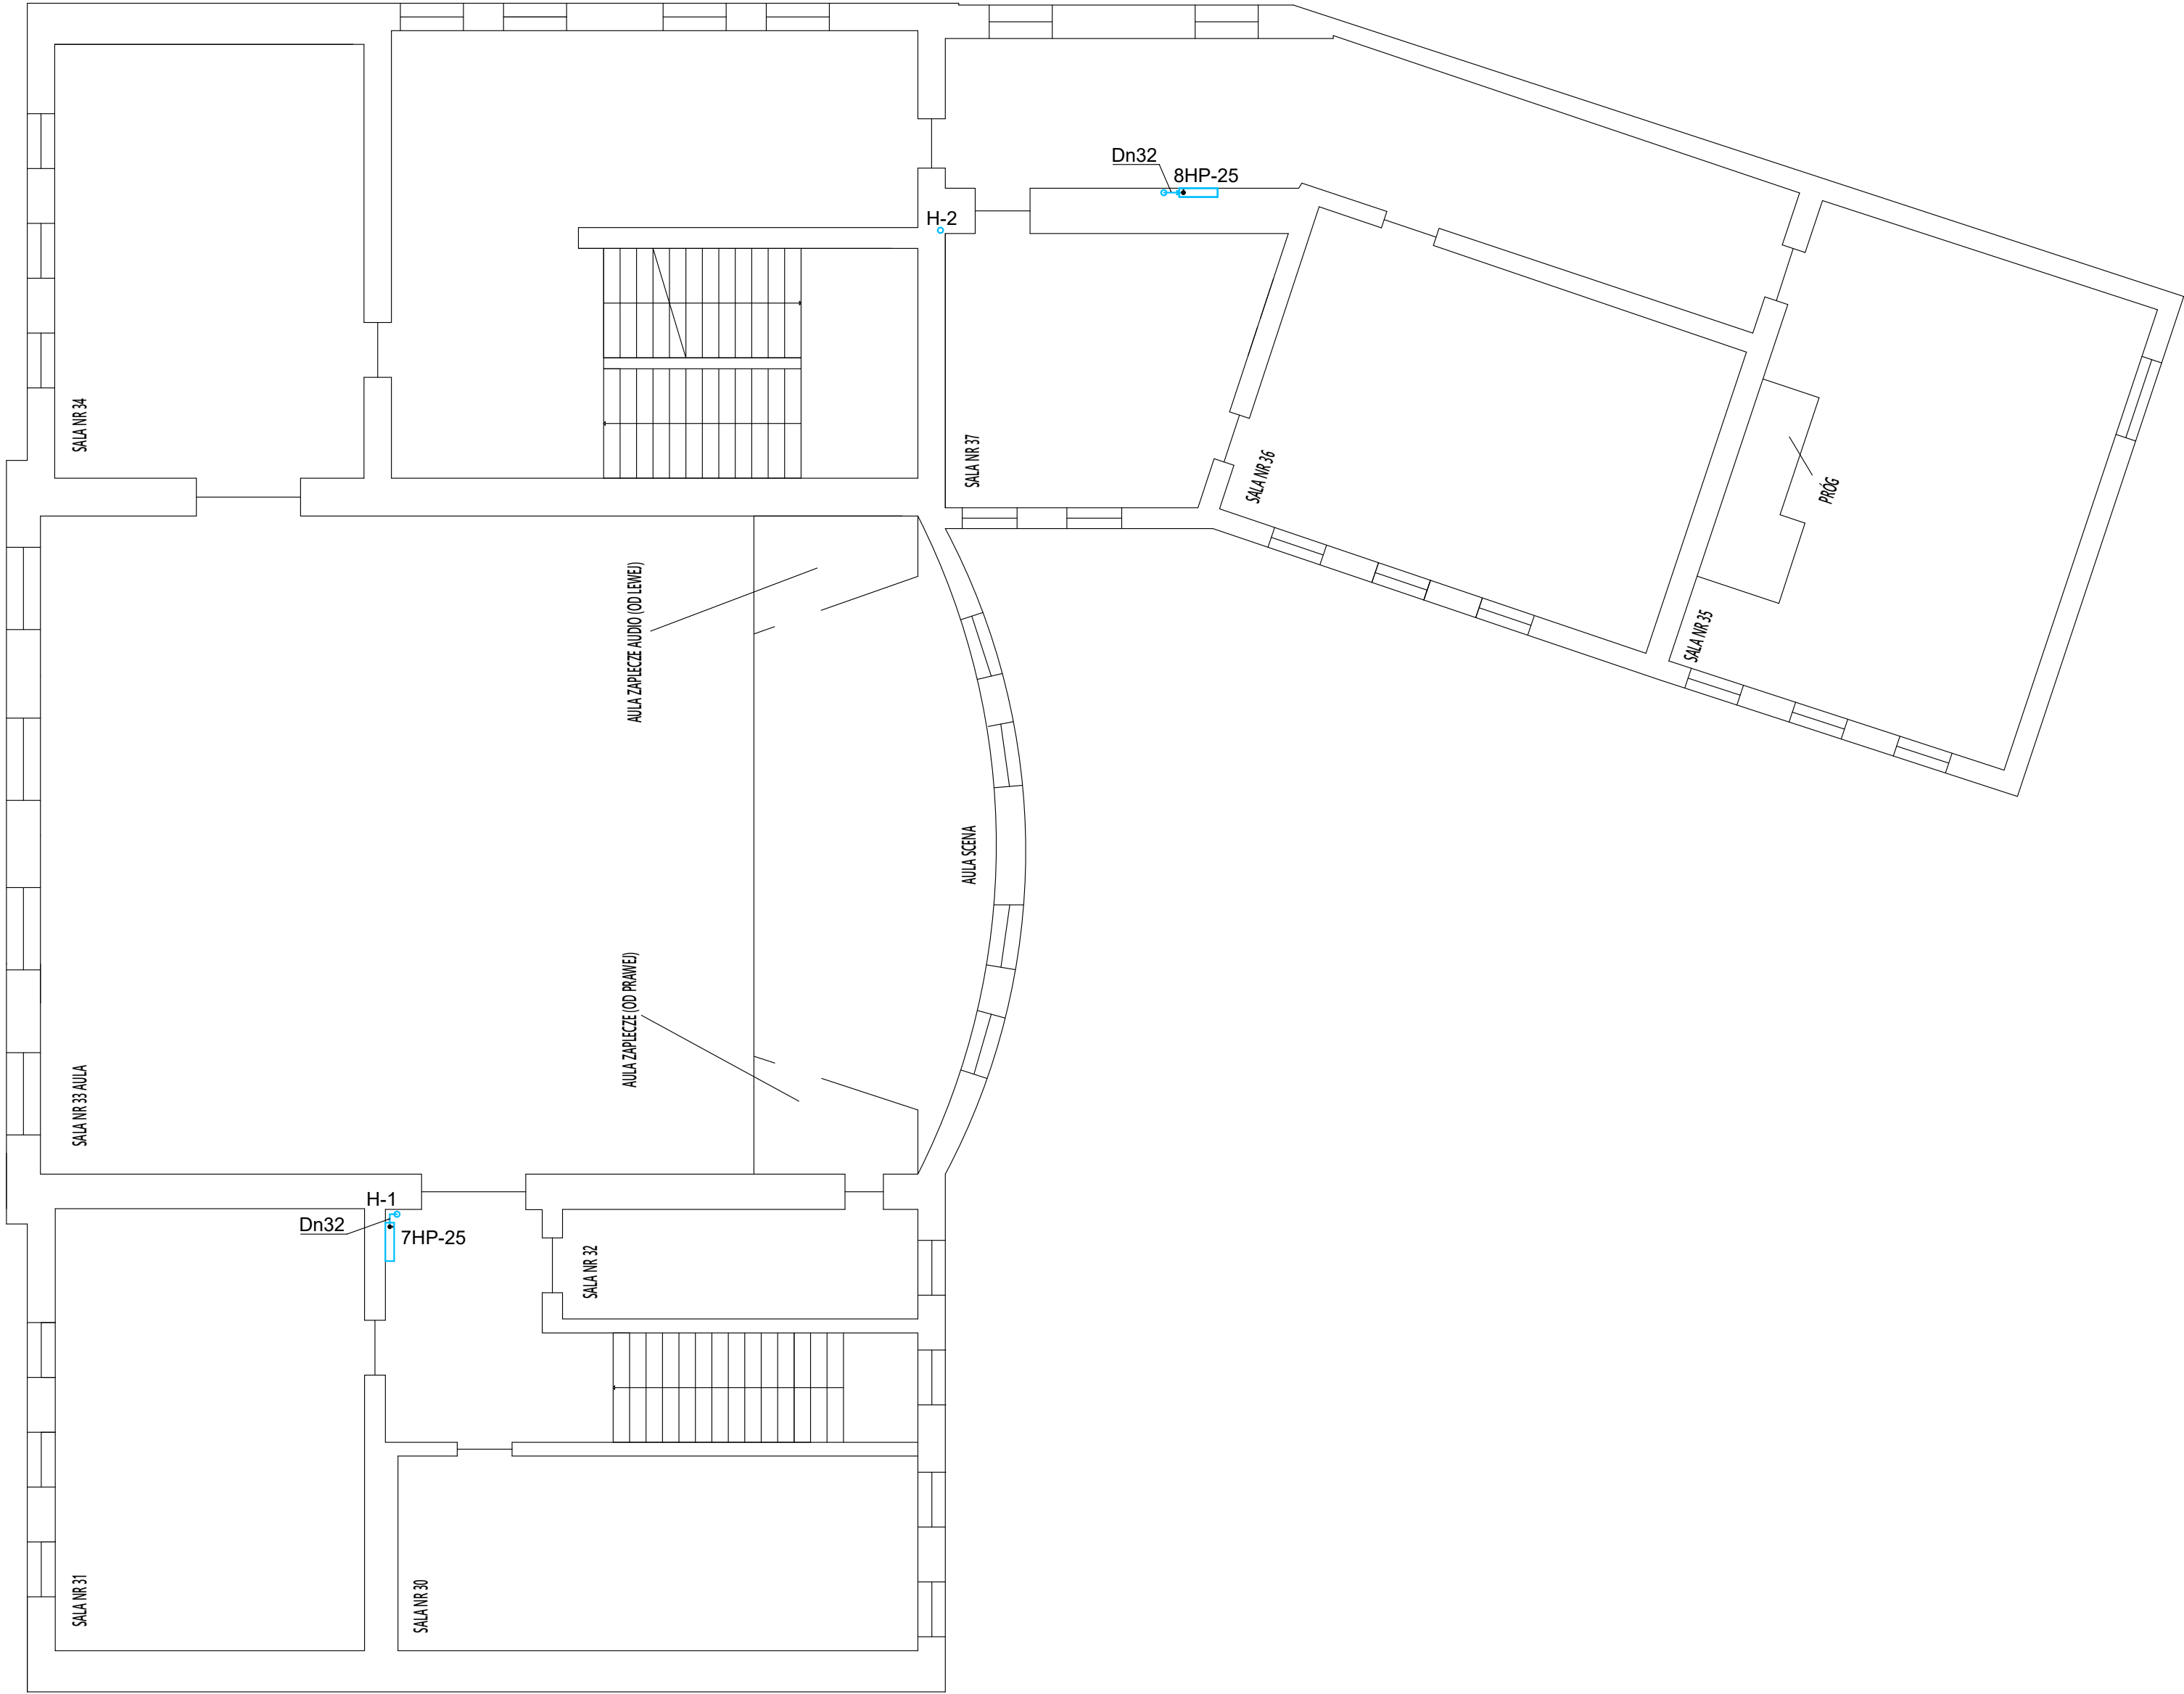 Dn32
8HP-25
H-2
SALA NR 34
SALA NR 37
SALA NR 36
PRÓG
SALA NR 35
AULA ZAPLECZE AUDIO (OD LEWEJ)
AULA SCENA
AULA ZAPLECZE (OD PRAWEJ)
SALA NR 33 AULA
H-1
Dn32
7HP-25
SALA NR 32
SALA NR 31
SALA NR 30